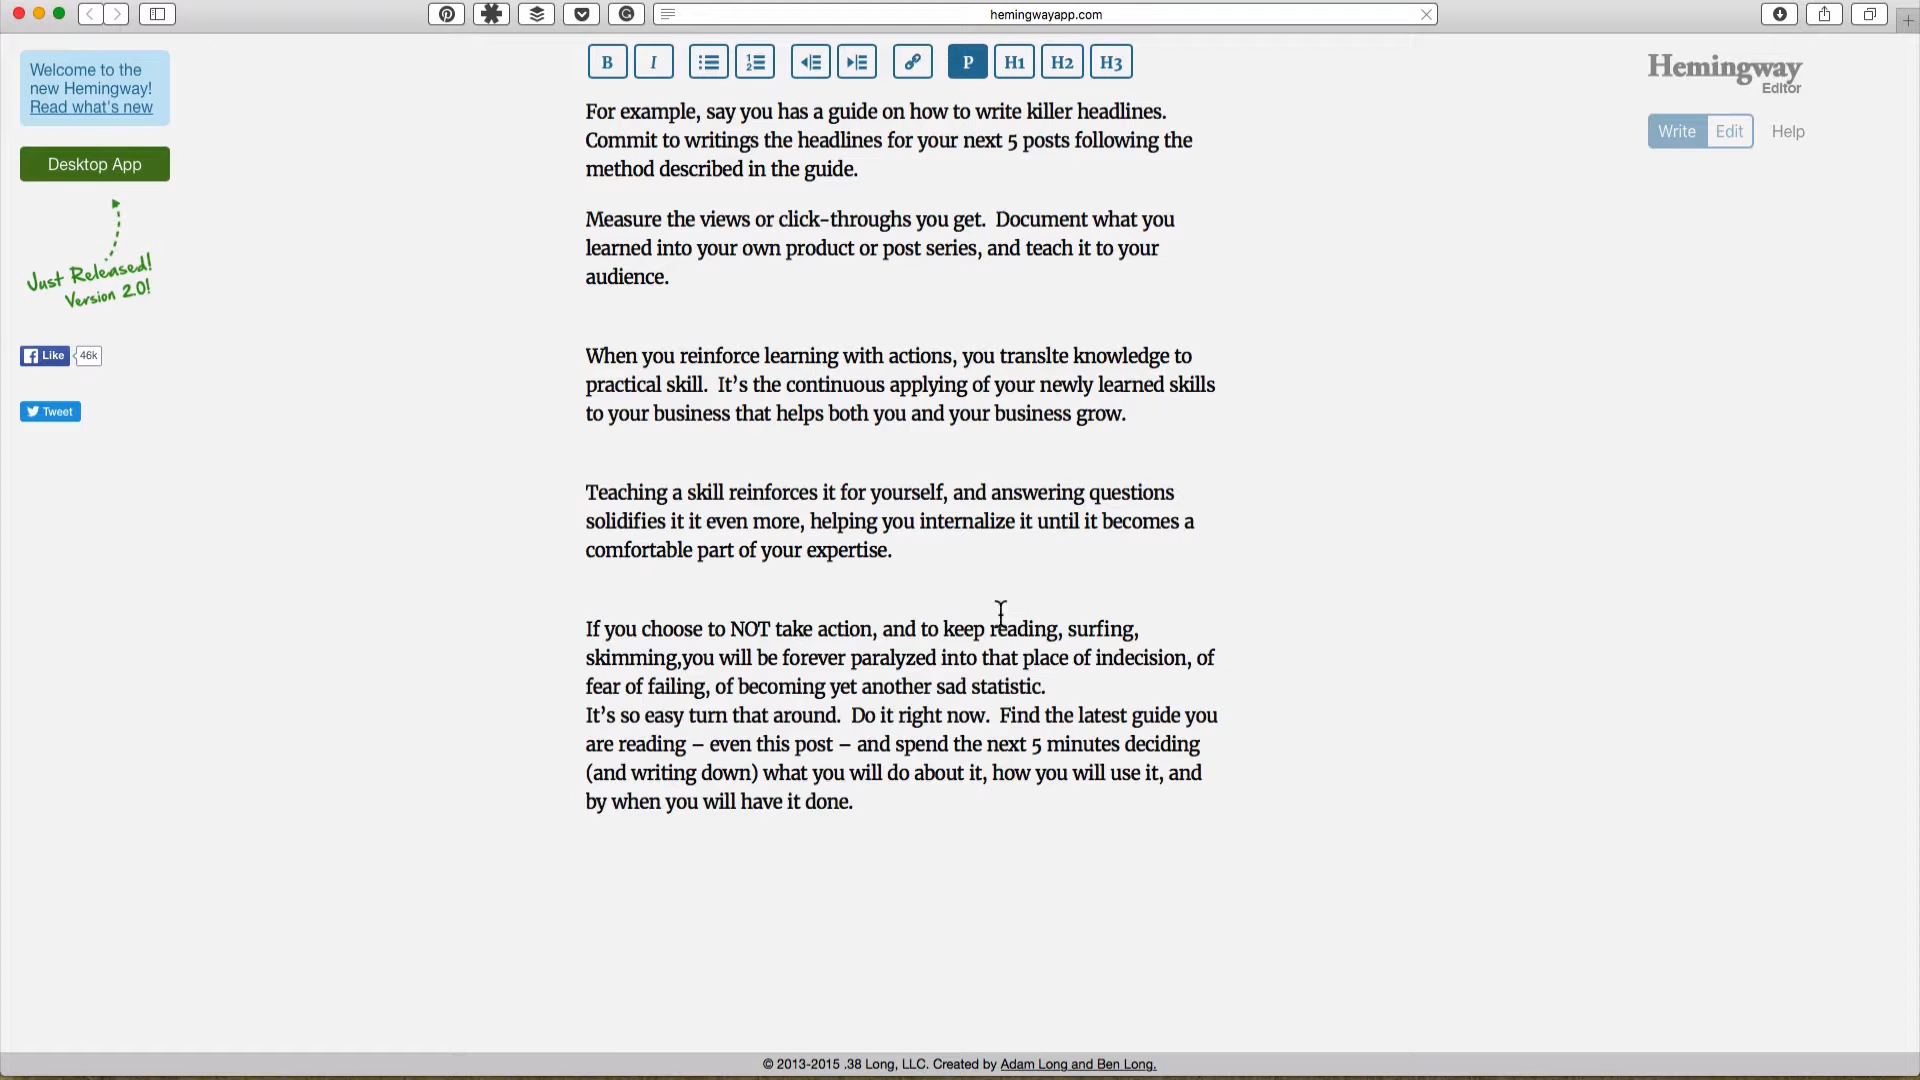 hemingwayapp.com
Welcome to the
new Hemingway!
Read what's new
Desktop App
Just Released!
Version 2.0!
Like 46k
Tweet
B I P H1 H2 H3
Hemingway
Editor
Write Edit Help
For example, say you has a guide on how to write killer headlines.
Commit to writings the headlines for your next 5 posts following the
method described in the guide.
Measure the views or click-throughs you get.  Document what you
learned into your own product or post series, and teach it to your
audience.
When you reinforce learning with actions, you translte knowledge to
practical skill.  It’s the continuous applying of your newly learned skills
to your business that helps both you and your business grow.
Teaching a skill reinforces it for yourself, and answering questions
solidifies it it even more, helping you internalize it until it becomes a
comfortable part of your expertise.
If you choose to NOT take action, and to keep reading, surfing,
skimming,you will be forever paralyzed into that place of indecision, of
fear of failing, of becoming yet another sad statistic.
It’s so easy turn that around.  Do it right now.  Find the latest guide you
are reading – even this post – and spend the next 5 minutes deciding
(and writing down) what you will do about it, how you will use it, and
by when you will have it done.
© 2013-2015 .38 Long, LLC. Created by Adam Long and Ben Long.